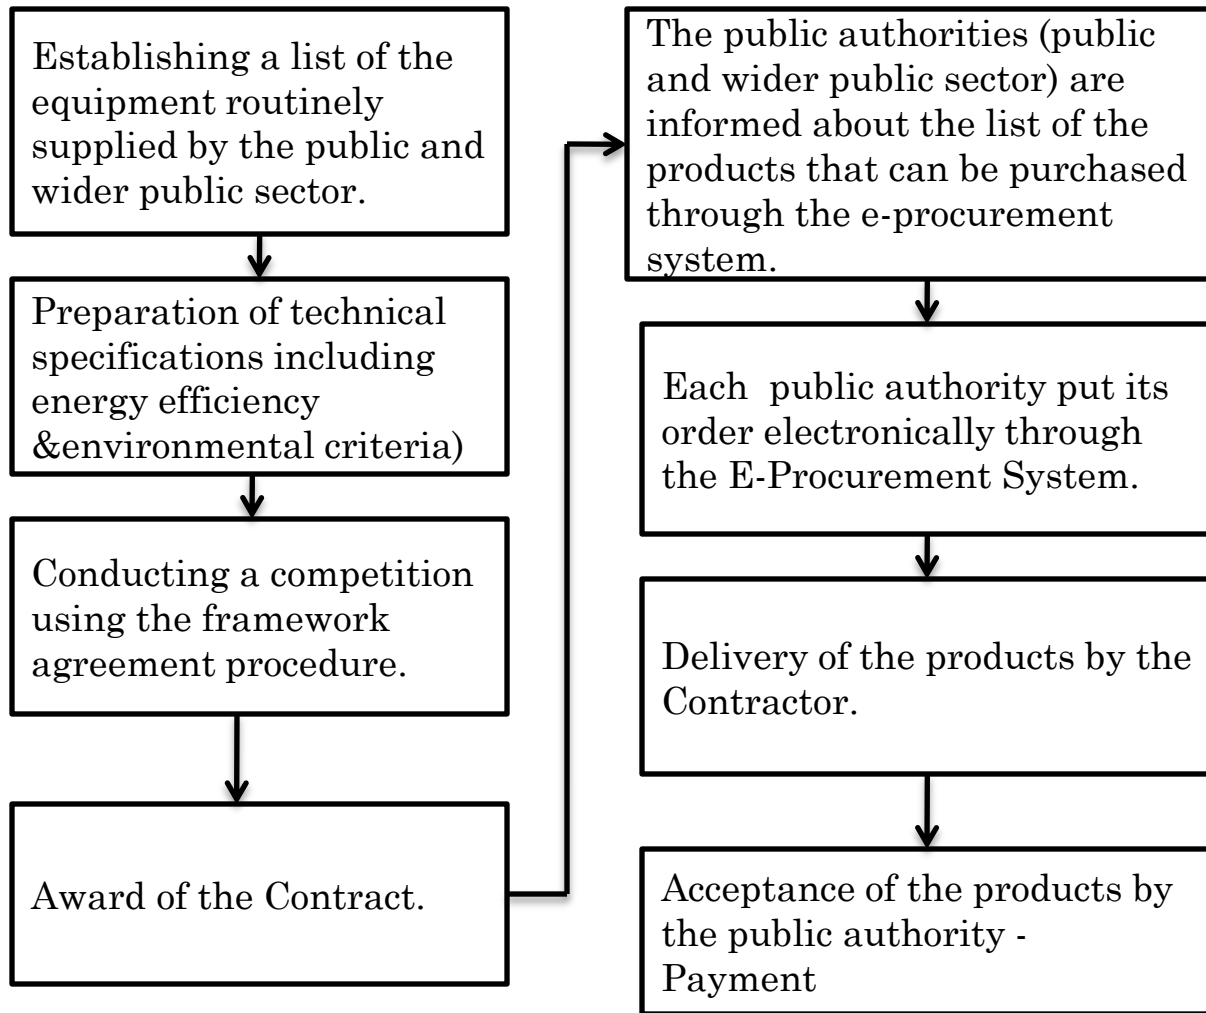 Establishing a list of the
equipment routinely
supplied by the public and
wider public sector.
Preparation of technical
specifications including
energy efficiency
&environmental criteria)
Conducting a competition
using the framework
agreement procedure.
Award of the Contract.
The public authorities (public
and wider public sector) are
informed about the list of the
products that can be purchased
through the e-procurement
system.
Each  public authority put its
order electronically through
the E-Procurement System.
Delivery of the products by the
Contractor.
Acceptance of the products by
the public authority -
Payment